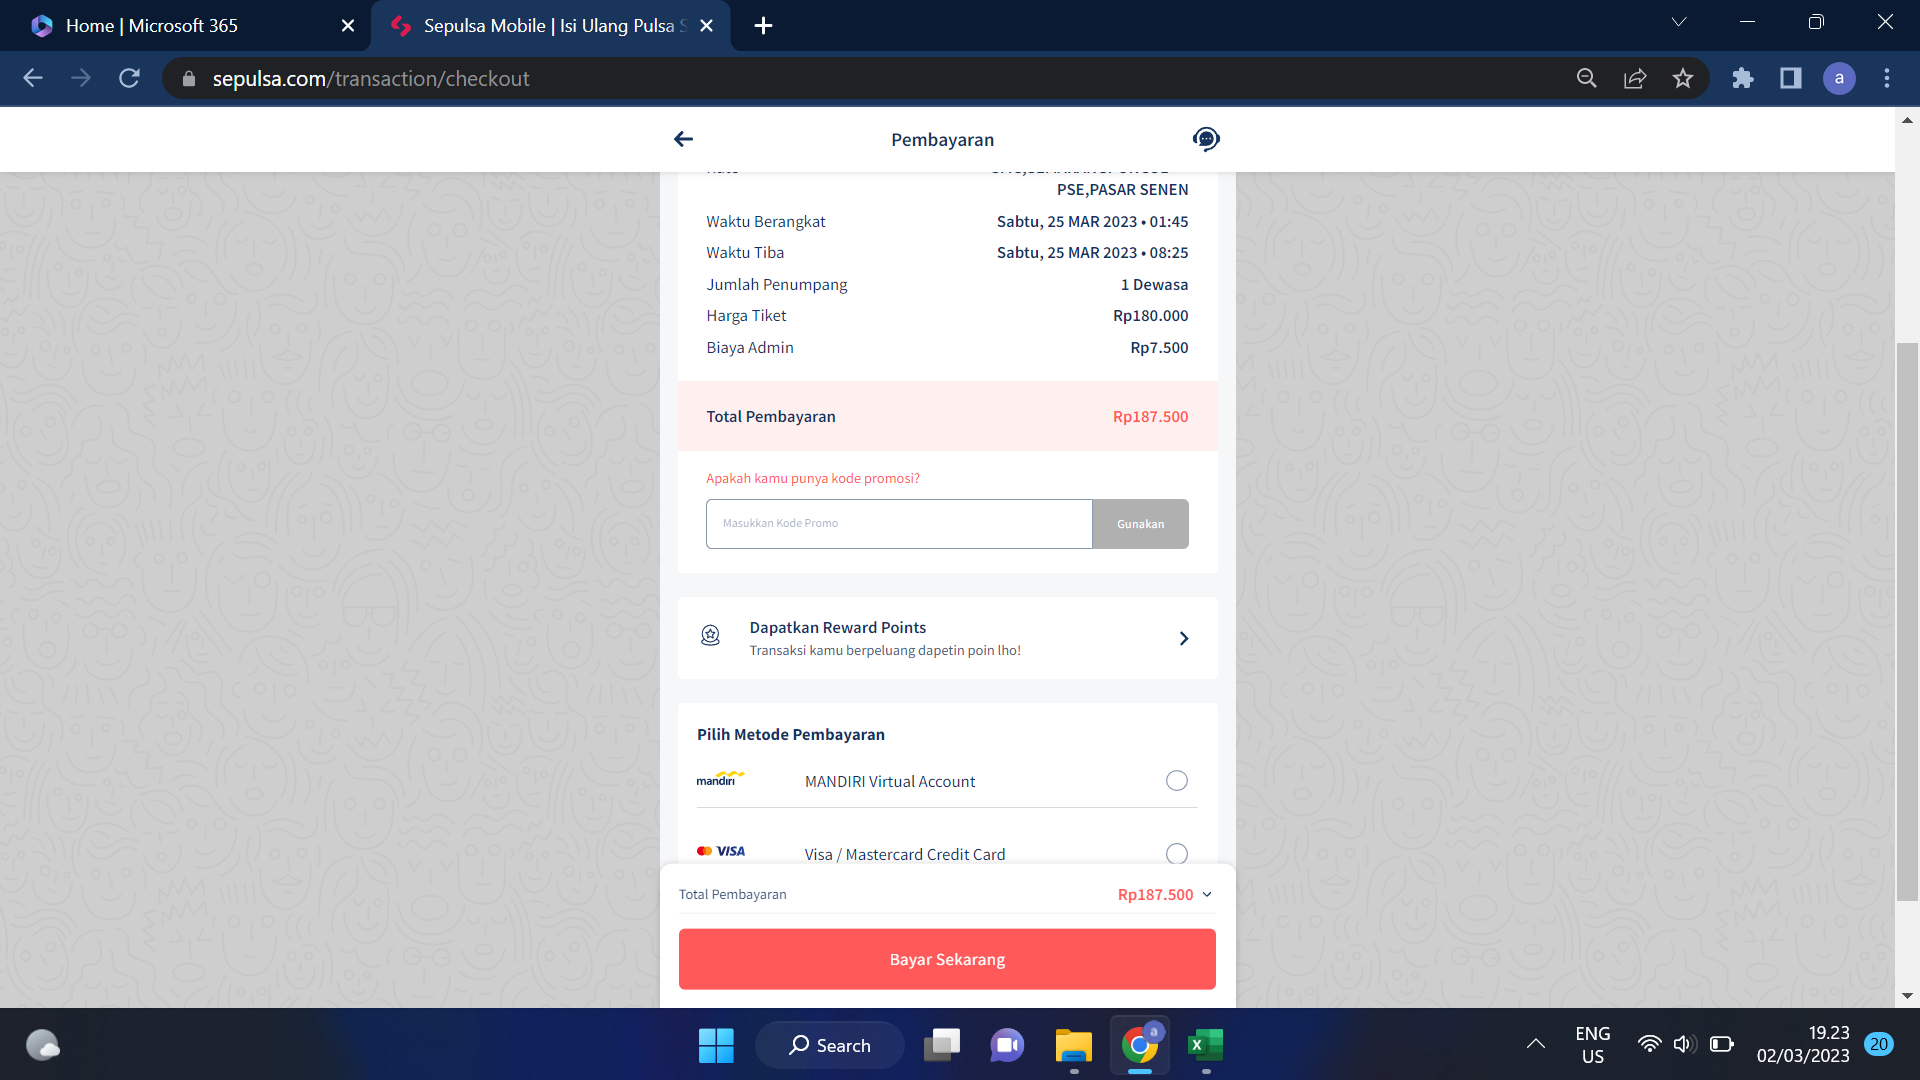 Home | Microsoft 365
Sepulsa Mobile | Isi Ulang Pulsa S
sepulsa.com/transaction/checkout
a
Pembayaran
PSE,PASAR SENEN
Waktu Berangkat Sabtu, 25 MAR 2023 • 01:45
Waktu Tiba Sabtu, 25 MAR 2023 • 08:25
Jumlah Penumpang 1 Dewasa
Harga Tiket Rp180.000
Biaya Admin Rp7.500
Total Pembayaran Rp187.500
Apakah kamu punya kode promosi?
Masukkan Kode Promo Gunakan
Dapatkan Reward Points
Transaksi kamu berpeluang dapetin poin lho!
Pilih Metode Pembayaran
mandiri MANDIRI Virtual Account
VISA Visa / Mastercard Credit Card
Total Pembayaran Rp187.500
Bayar Sekarang
Search
a
ENG
US
19.23
02/03/2023
20